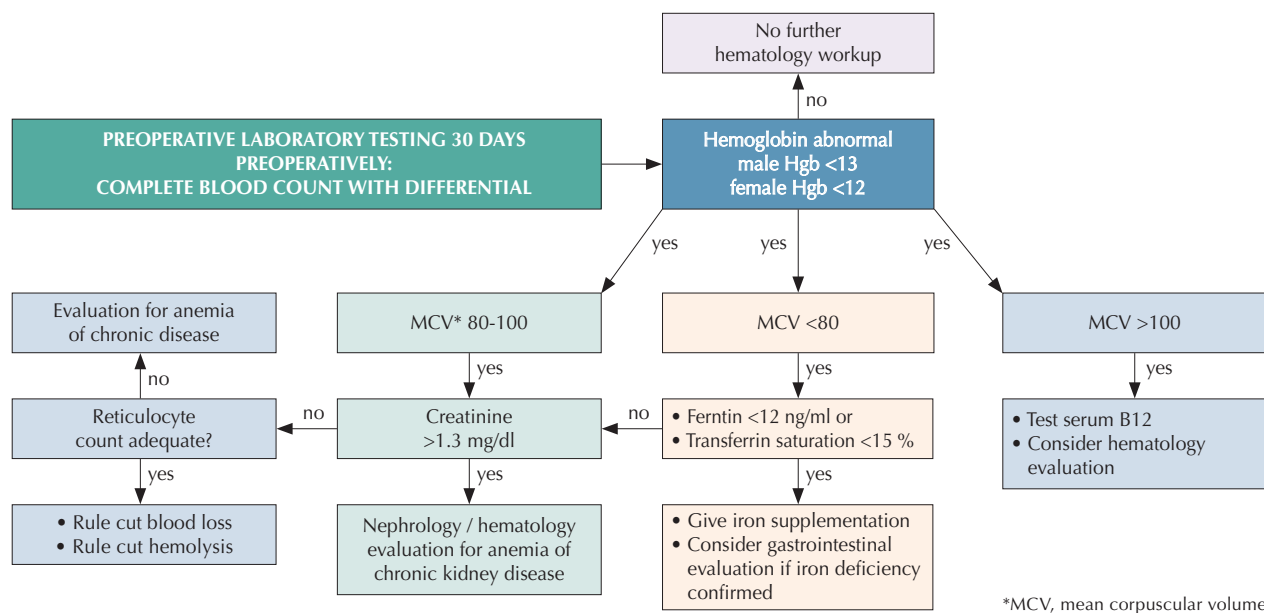 No further
hematology workup
no
PREOPERATIVE LABORATORY TESTING 30 DAYS
PREOPERATIVELY:
COMPLETE BLOOD COUNT WITH DIFFERENTIAL
Hemoglobin abnormal
male Hgb <13
female Hgb <12
yes
yes
yes
Evaluation for anemia
of chronic disease
MCV* 80-100
MCV <80
MCV >100
no
yes
yes
yes
Reticulocyte
count adequate?
no
Creatinine
>1.3 mg/dl
no
• Ferntin <12 ng/ml or
• Transferrin saturation <15 %
• Test serum B12
• Consider hematology
evaluation
yes
yes
yes
• Rule cut blood loss
• Rule cut hemolysis
Nephrology / hematology
evaluation for anemia of
chronic kidney disease
• Give iron supplementation
• Consider gastrointestinal
evaluation if iron deficiency
confirmed
*MCV, mean corpuscular volume